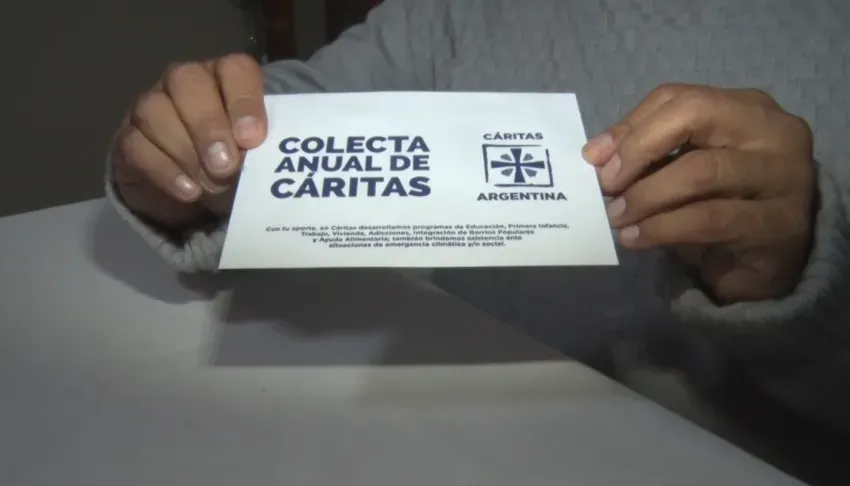 COLECTA
ANUAL DE
CÁRITAS
CÁRITAS
ARGENTINA
Con tu aporte, en Cáritas desarrollamos programas de Educación, Primera Infancia,
Trabajo, Vivienda, Adicciones, Integración de Barrios Populares
y Ayuda Alimentaria; también brindamos asistencia ante
situaciones de emergencia climática y/o social.